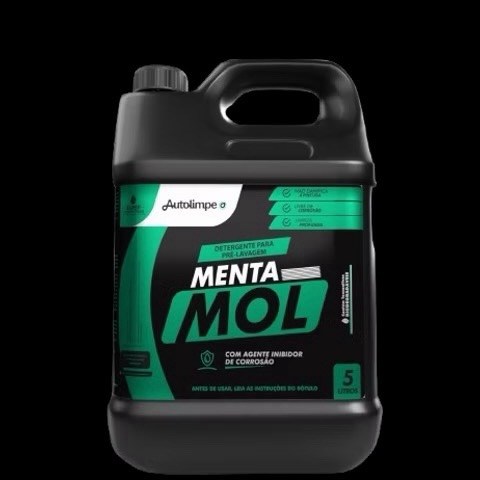 Autolimpe
DETERGENTE PARA
PRÉ-LAVAGEM
MENTA
MOL
COM AGENTE INIBIDOR
DE CORROSÃO
ANTES DE USAR, LEIA AS INSTRUÇÕES DO RÓTULO
5
LITROS